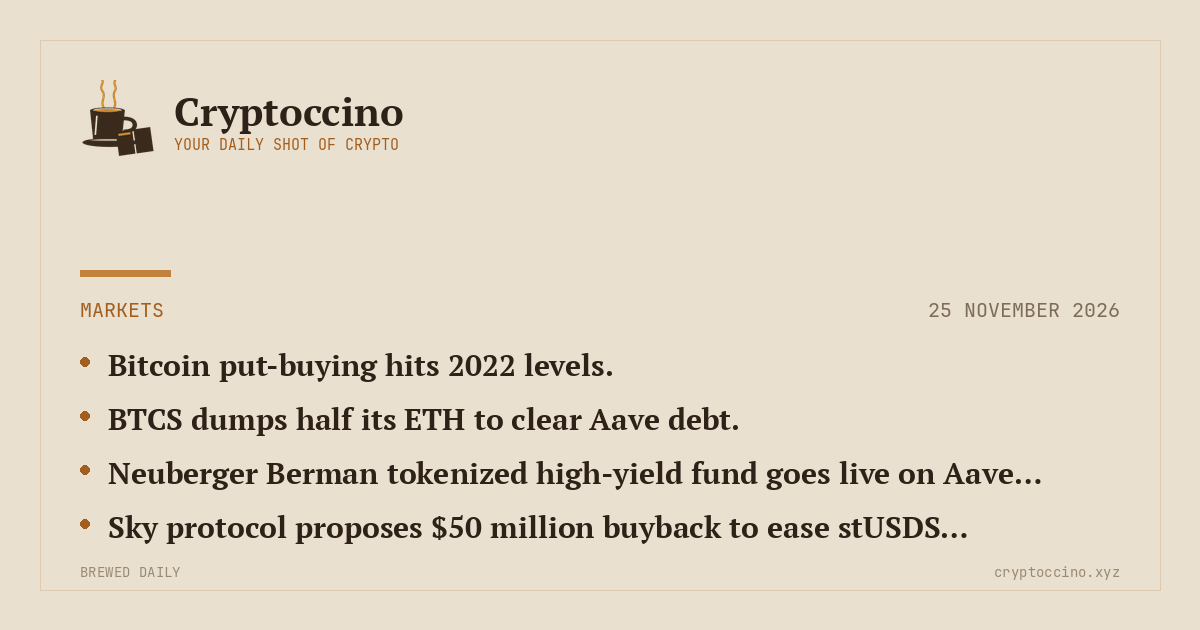 Cryptoccino
YOUR DAILY SHOT OF CRYPTO
MARKETS
25 NOVEMBER 2026
Bitcoin put-buying hits 2022 levels.
BTCS dumps half its ETH to clear Aave debt.
Neuberger Berman tokenized high-yield fund goes live on Aave…
Sky protocol proposes $50 million buyback to ease stUSDS…
BREWED DAILY
cryptoccino.xyz